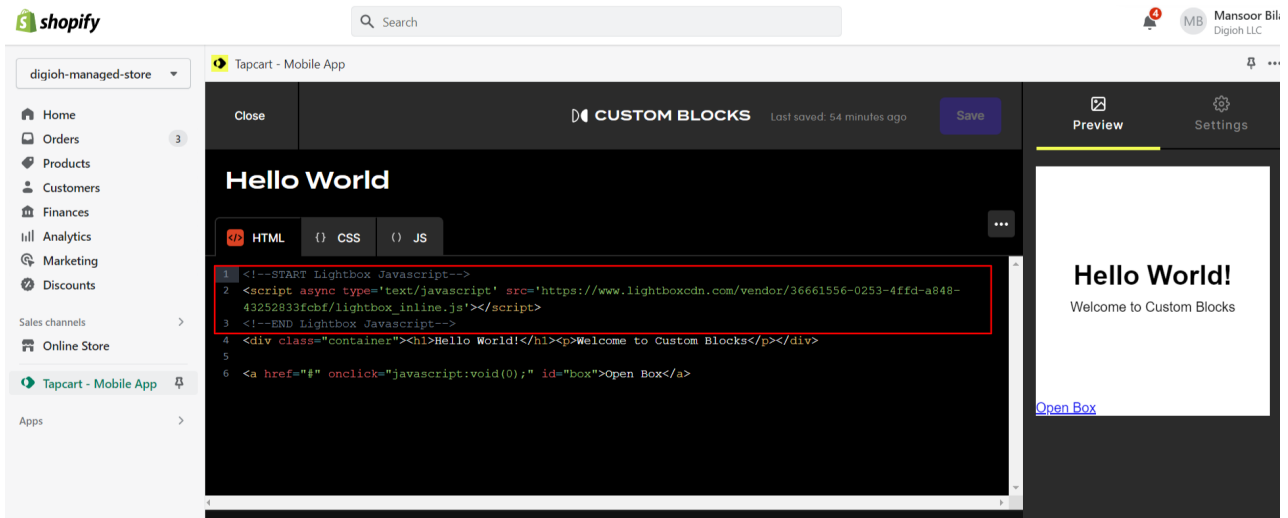 shopify
Search
4
MB
Mansoor Bila
Digioh LLC
digioh-managed-store
Tapcart - Mobile App
Home
Orders
3
Products
Customers
Finances
Analytics
Marketing
Discounts
Sales channels
Online Store
Tapcart - Mobile App
Apps
Close
CUSTOM BLOCKS
Last saved: 54 minutes ago
Save
Hello World
HTML
{} CSS
() JS
1 <!--START Lightbox Javascript-->
2 <script async type='text/javascript' src='https://www.lightboxcdn.com/vendor/36661556-0253-4ffd-a848-
43252833fcbf/lightbox_inline.js'></script>
3 <!--END Lightbox Javascript-->
4 <div class="container"><h1>Hello World!</h1><p>Welcome to Custom Blocks</p></div>
5
6 <a href="#" onclick="javascript:void(0);" id="box">Open Box</a>
Preview
Settings
Hello World!
Welcome to Custom Blocks
Open Box